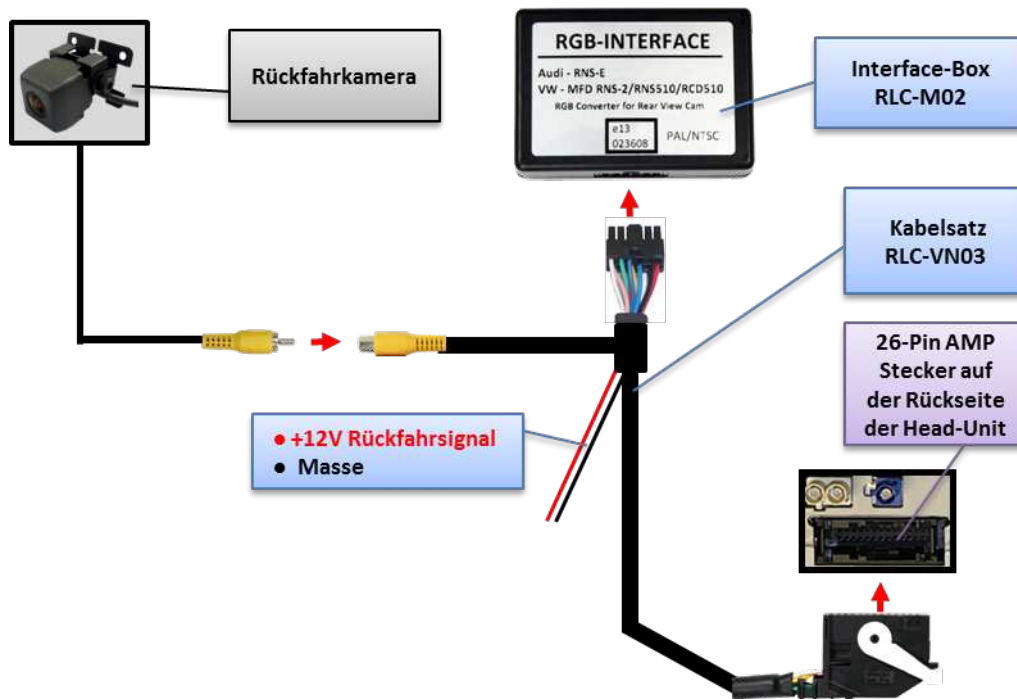 Rückfahrkamera
RGB-INTERFACE
Audi - RNS-E
VW - MFD RNS-2/RNS510/RCD510
RGB Converter for Rear View Cam
e13
023608
PAL/NTSC
Interface-Box
RLC-M02
Kabelsatz
RLC-VN03
26-Pin AMP
Stecker auf
der Rückseite
der Head-Unit
● +12V Rückfahrsignal
● Masse